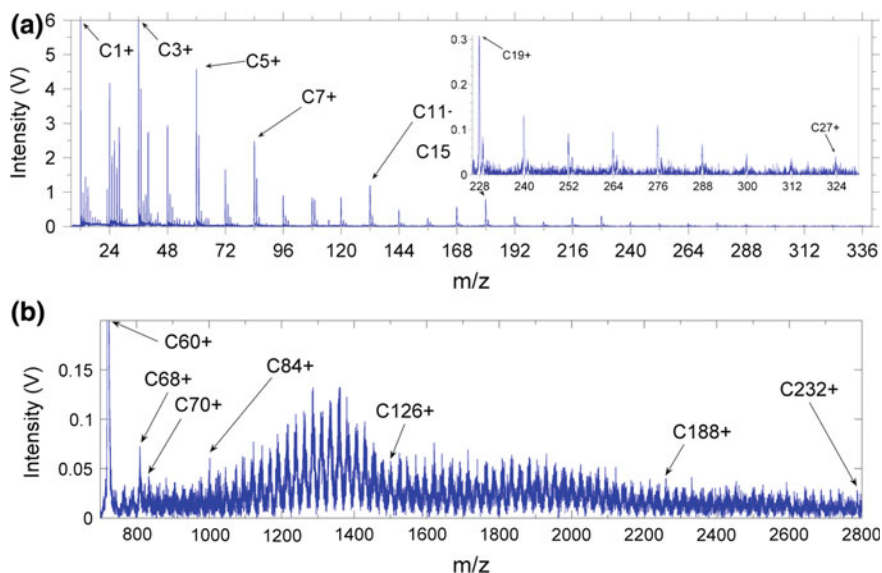 (a)
Intensity (V)
6
5
4
3
2
1
0
C1+
C3+
C5+
C7+
C11-
C15
0.3
0.2
0.1
0
C19+
C27+
228 240 252 264 276 288 300 312 324
24 48 72 96 120 144 168 192 216 240 264 288 312 336
m/z
(b)
Intensity (V)
0.15
0.1
0.05
0
C60+
C68+
C70+
C84+
C126+
C188+
C232+
800 1000 1200 1400 1600 1800 2000 2200 2400 2600 2800
m/z